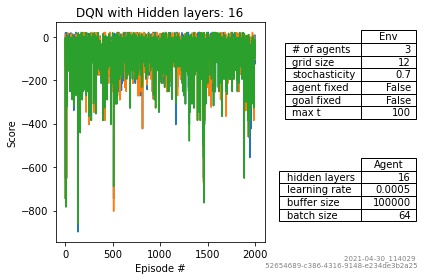 DQN with Hidden layers: 16
0
−200
−400
−600
−800
Score
0 500 1000 1500 2000
Episode #
Env
# of agents 3
grid size 12
stochasticity 0.7
agent fixed False
goal fixed False
max t 100
Agent
hidden layers 16
learning rate 0.0005
buffer size 100000
batch size 64
2021-04-30_114029
52654689-c386-4316-9148-e234de3b2a25